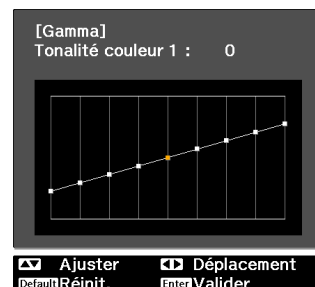 [Gamma]
Tonalité couleur 1 : 0
Ajuster Déplacement
Default Réinit. Enter Valider